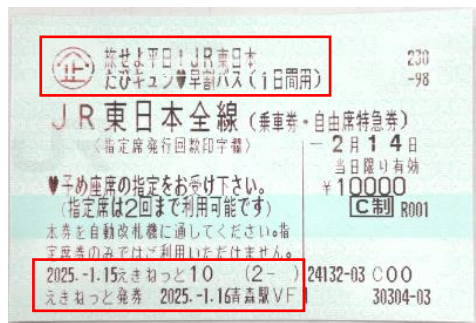 企 旅せよ平日!JR東日本 230
たびキュン♥早割パス(1日間用) -98
JR東日本全線(乗車券・自由席特急券)
〈指定席発行回数印字欄〉 -2月14日
当日限り有効
♥予め座席の指定をお受け下さい。 ¥10000
(指定席は2回まで利用可能です) C制 R001
本券を自動改札機に通してください。指
定席券のみではご利用いただけません。
2025.-1.15えきねっと10 (2- ) 24132-03 C00
えきねっと発券 2025.-1.16青森駅VF1 30304-03